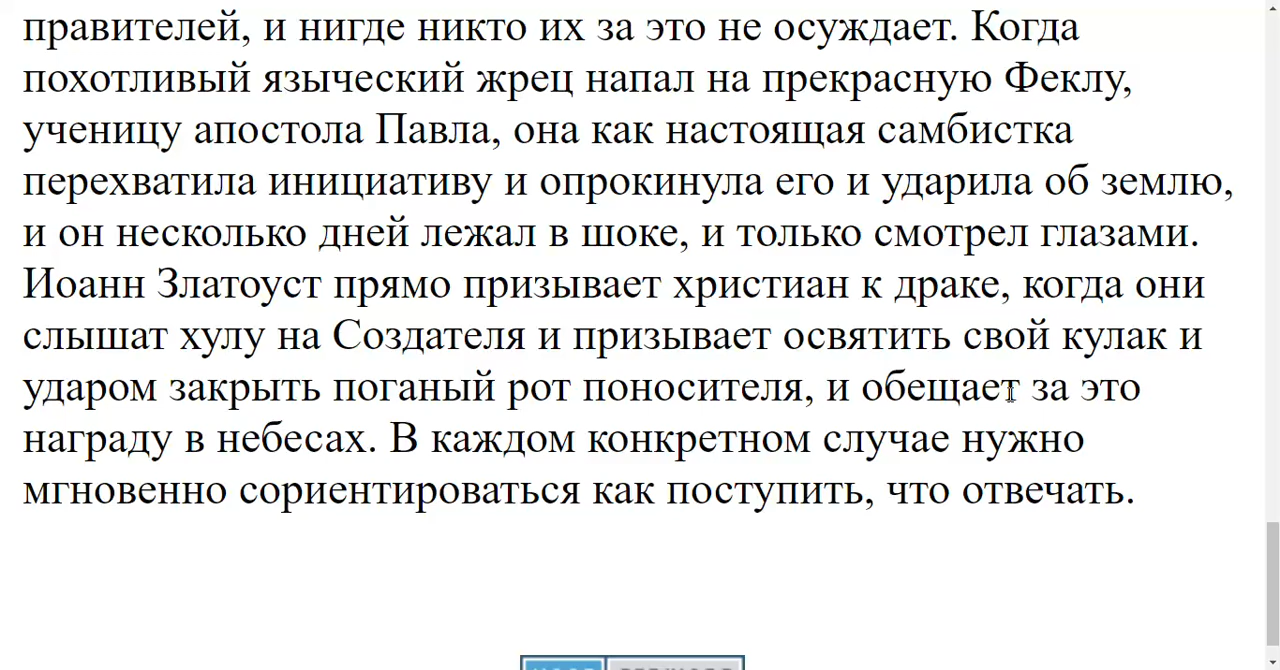 правителей, и нигде никто их за это не осуждает. Когда
похотливый языческий жрец напал на прекрасную Феклу,
ученицу апостола Павла, она как настоящая самбистка
перехватила инициативу и опрокинула его и ударила об землю,
и он несколько дней лежал в шоке, и только смотрел глазами.
Иоанн Златоуст прямо призывает христиан к драке, когда они
слышат хулу на Создателя и призывает освятить свой кулак и
ударом закрыть поганый рот поносителя, и обещает за это
награду в небесах. В каждом конкретном случае нужно
мгновенно сориентироваться как поступить, что отвечать.